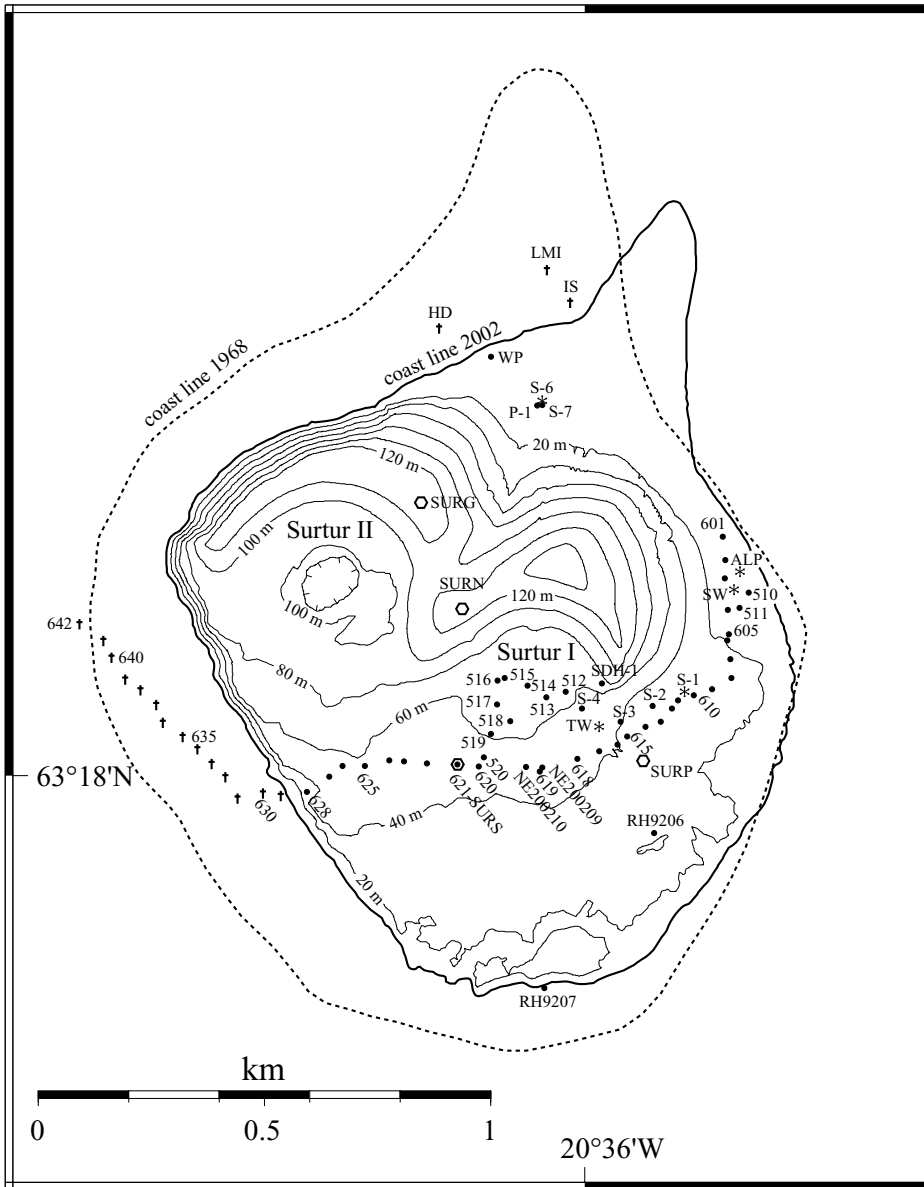 LMI
IS
HD
coast line 1968
coast line 2002
WP
S-6
P-1
S-7
20 m
120 m
SURG
100 m
Surtur II
601
ALP
SURN
SW
510
120 m
511
100 m
642
605
Surtur I
640
80 m
516
515
514
512
SDH-1
S-1
513
S-4
S-2
610
60 m
517
518
S-3
TW
635
519
615
63°18'N
625
520
618
SURP
620
619
NE200209
NE200210
621-SURS
628
630
40 m
RH9206
20 m
RH9207
km
0
0.5
1
20°36'W